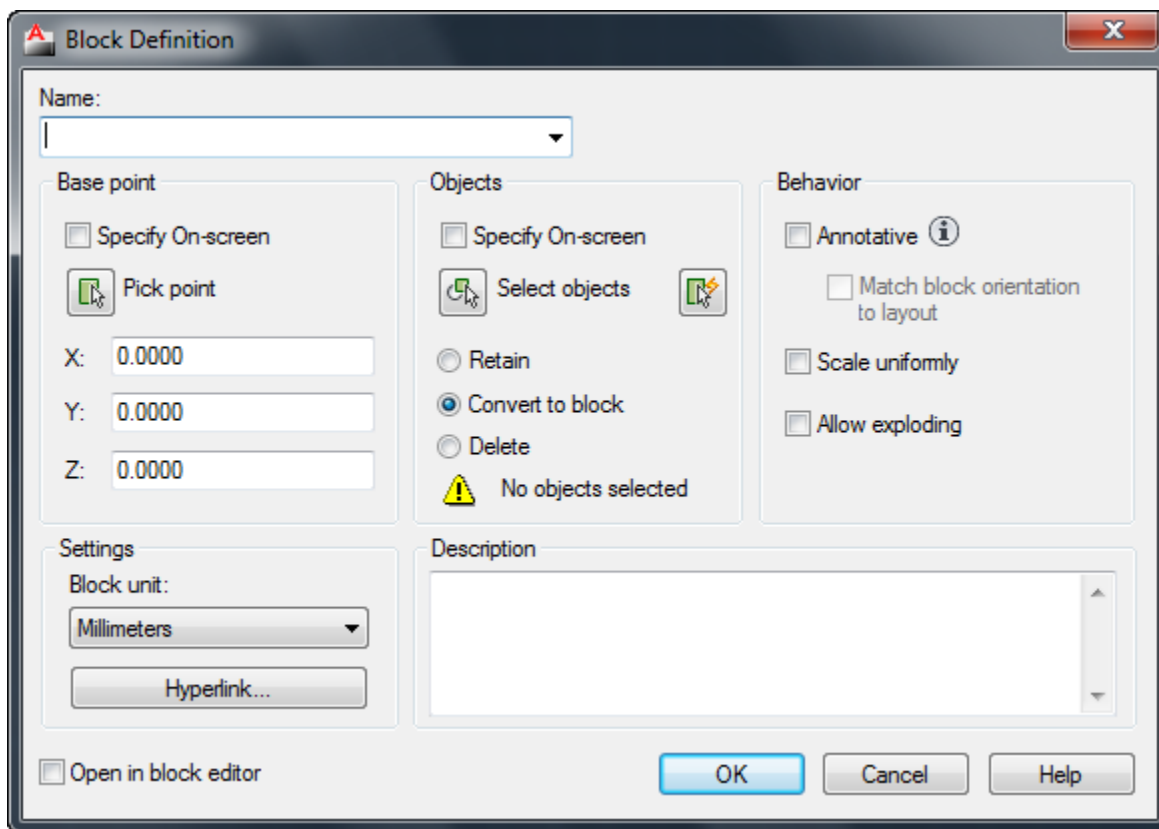 Block Definition
Name:
Base point
Specify On-screen
Pick point
X: 0.0000
Y: 0.0000
Z: 0.0000
Objects
Specify On-screen
Select objects
Retain
Convert to block
Delete
No objects selected
Behavior
Annotative
Match block orientation
to layout
Scale uniformly
Allow exploding
Settings
Block unit:
Millimeters
Hyperlink...
Description
Open in block editor
OK
Cancel
Help